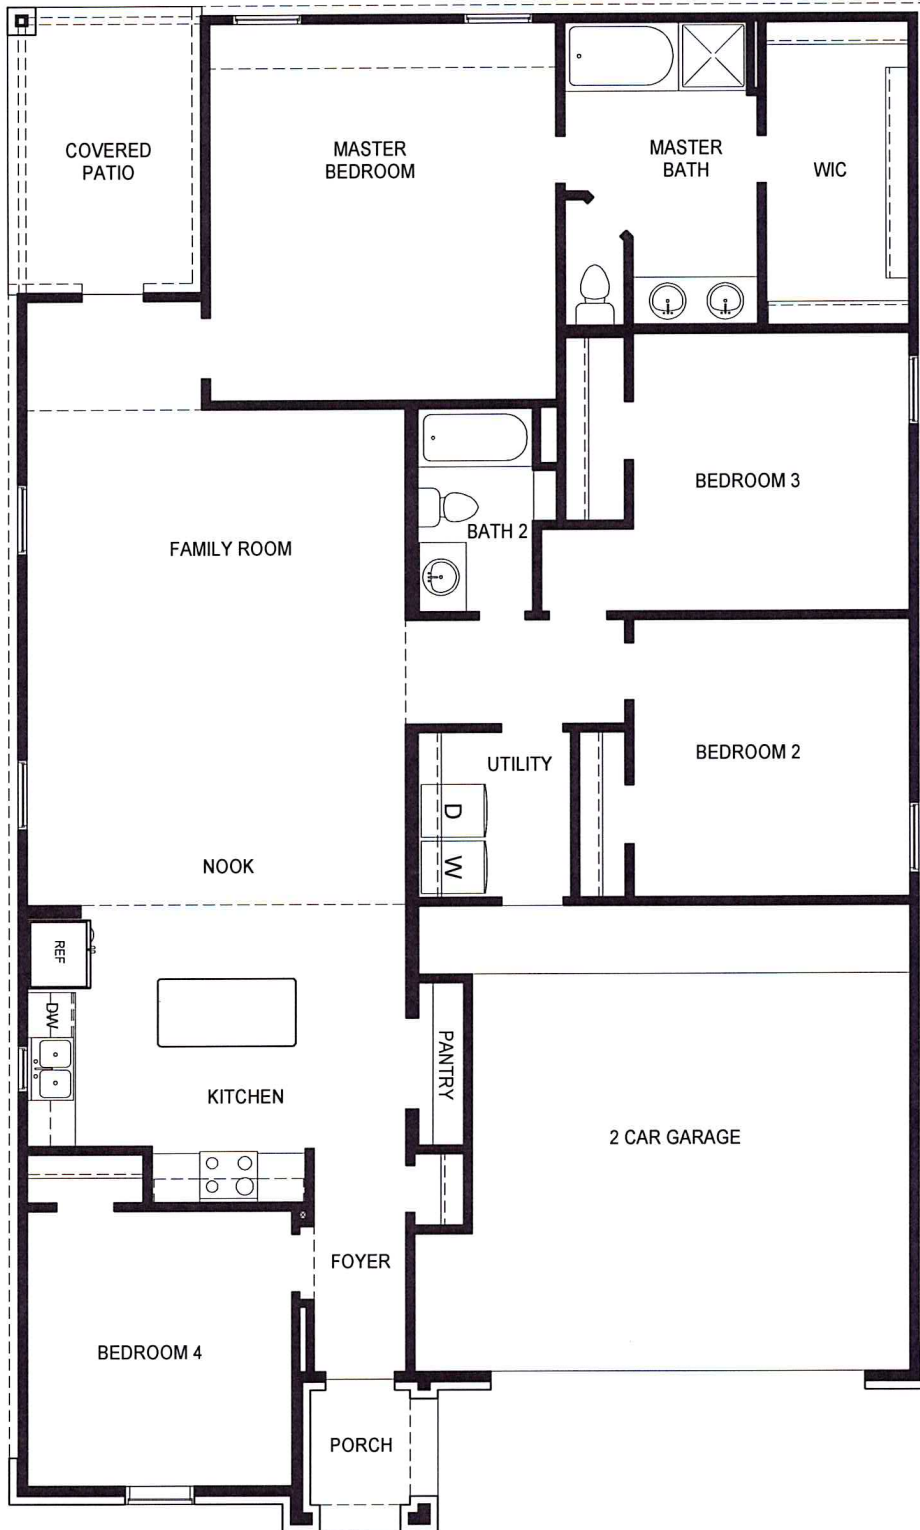 COVERED
PATIO
MASTER
BEDROOM
MASTER
BATH
WIC
BEDROOM 3
BATH 2
FAMILY ROOM
BEDROOM 2
UTILITY
D
W
NOOK
REF
DW
PANTRY
KITCHEN
2 CAR GARAGE
FOYER
BEDROOM 4
PORCH